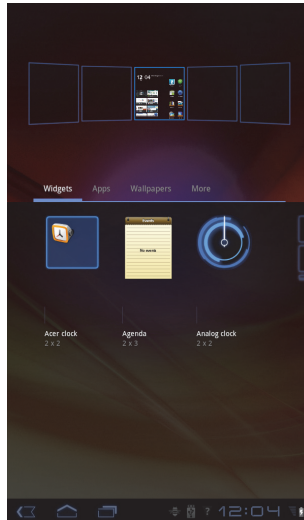 12 04
Widgets Apps Wallpapers More
No events
Acer clock Agenda Analog clock
2 x 2 2 x 3 2 x 2
? 12:04